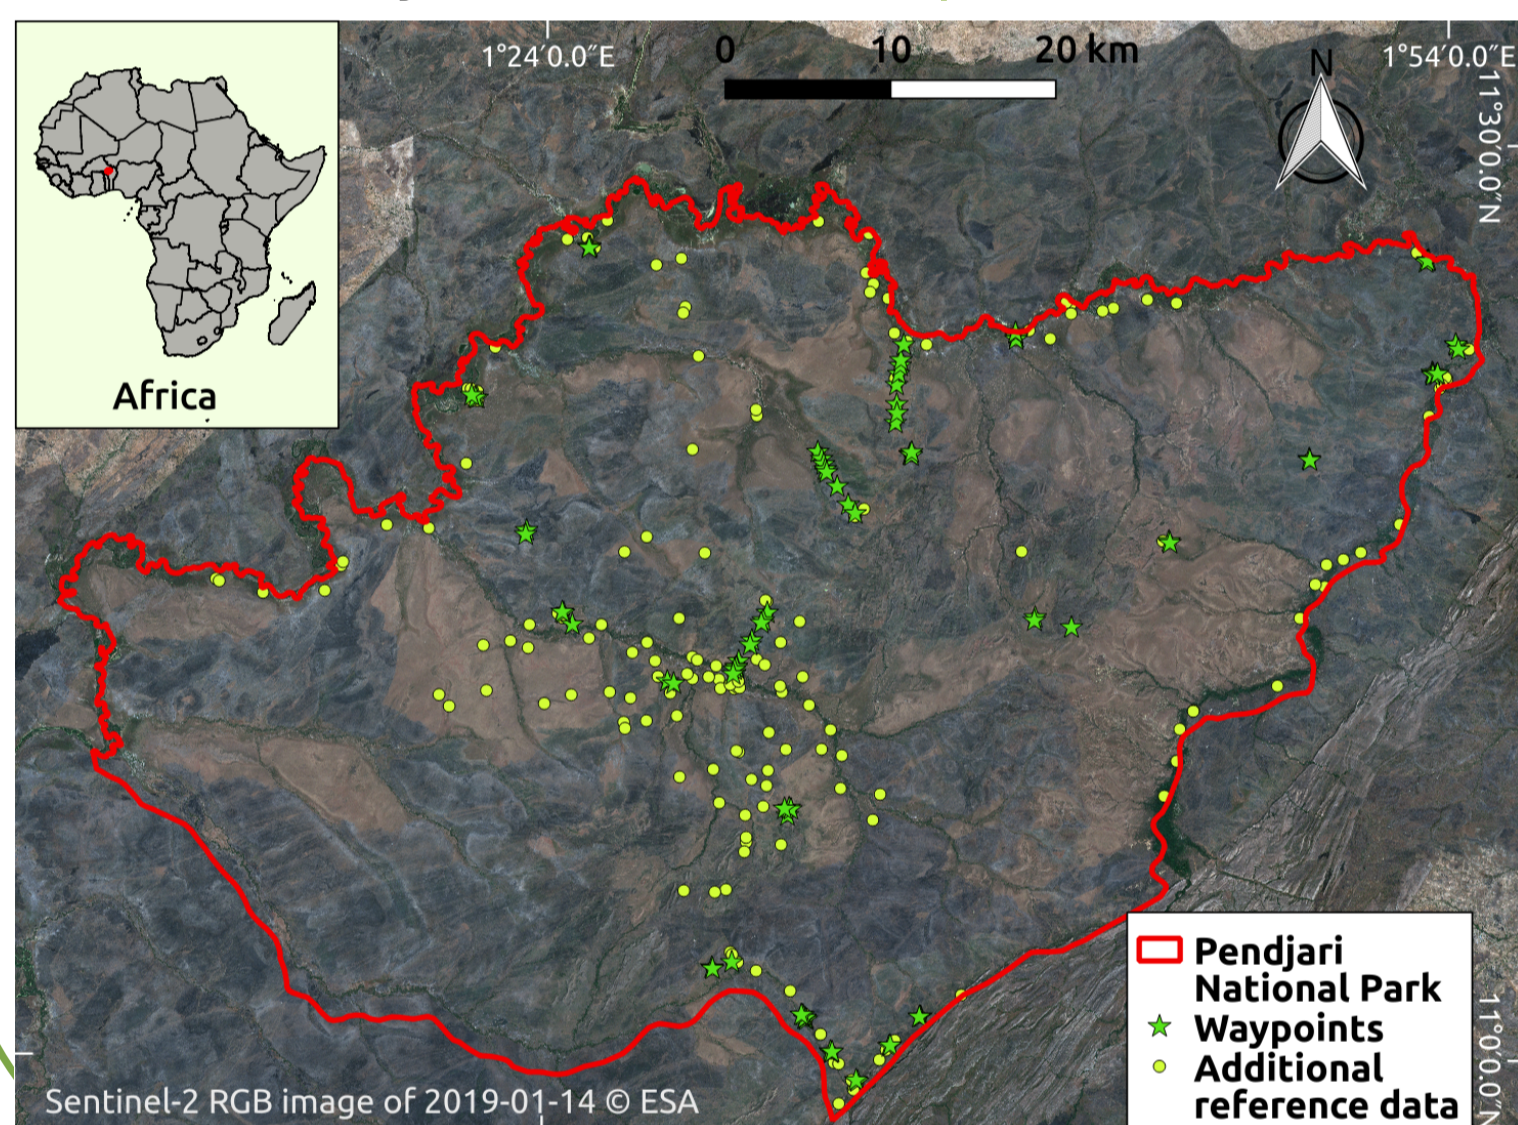 1°24′0.0″E
0 10 20 km
N
1°54′0.0″E
11°30′0.0″N
Africa
Pendjari
National Park
Waypoints
Additional
reference data
11°0′0.0″N
Sentinel-2 RGB image of 2019-01-14 © ESA